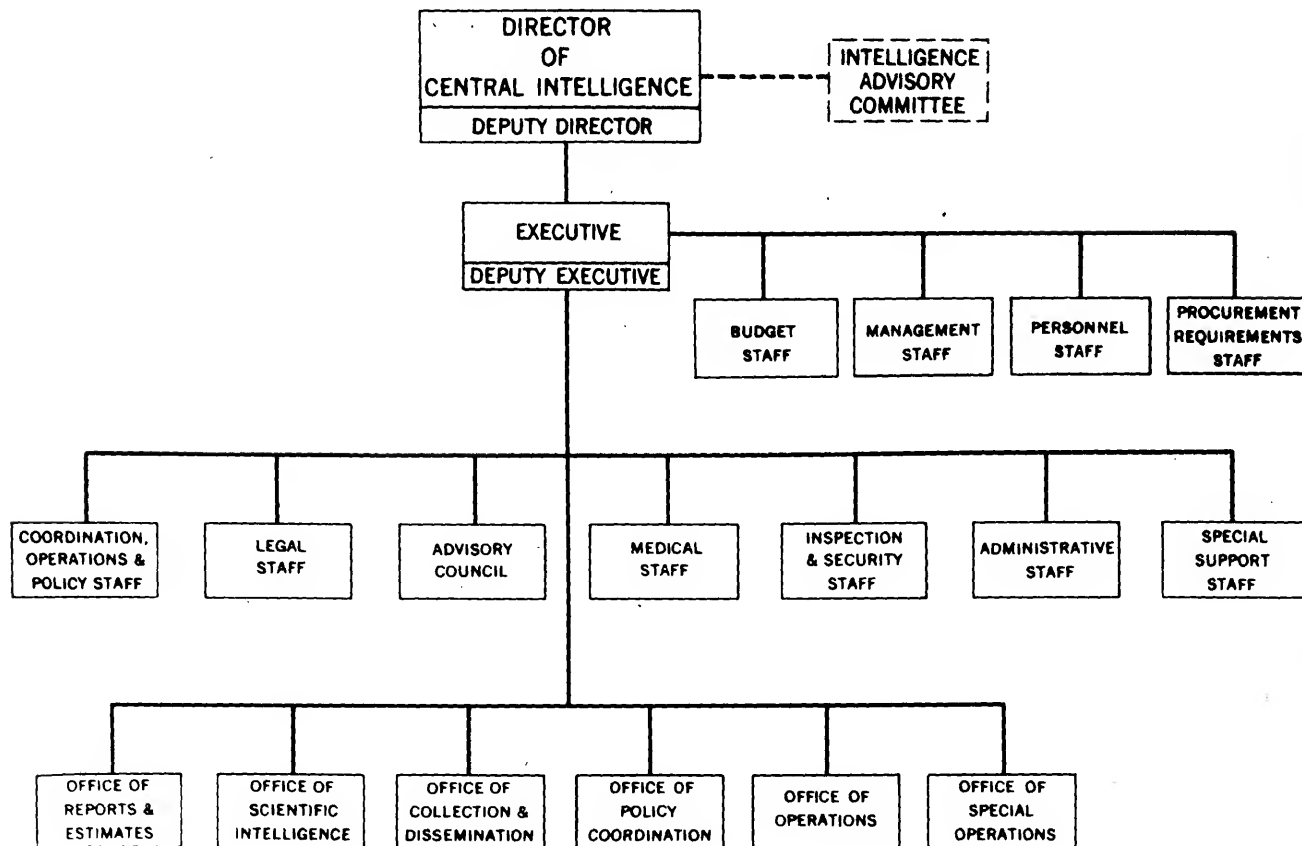 DIRECTOR
OF
CENTRAL INTELLIGENCE
DEPUTY DIRECTOR
INTELLIGENCE
ADVISORY
COMMITTEE
EXECUTIVE
DEPUTY EXECUTIVE
BUDGET
STAFF
MANAGEMENT
STAFF
PERSONNEL
STAFF
PROCUREMENT
REQUIREMENTS
STAFF
COORDINATION,
OPERATIONS &
POLICY STAFF
LEGAL
STAFF
ADVISORY
COUNCIL
MEDICAL
STAFF
INSPECTION
& SECURITY
STAFF
ADMINISTRATIVE
STAFF
SPECIAL
SUPPORT
STAFF
OFFICE OF
REPORTS &
ESTIMATES
OFFICE OF
SCIENTIFIC
INTELLIGENCE
OFFICE OF
COLLECTION &
DISSEMINATION
OFFICE OF
POLICY
COORDINATION
OFFICE OF
OPERATIONS
OFFICE OF
SPECIAL
OPERATIONS